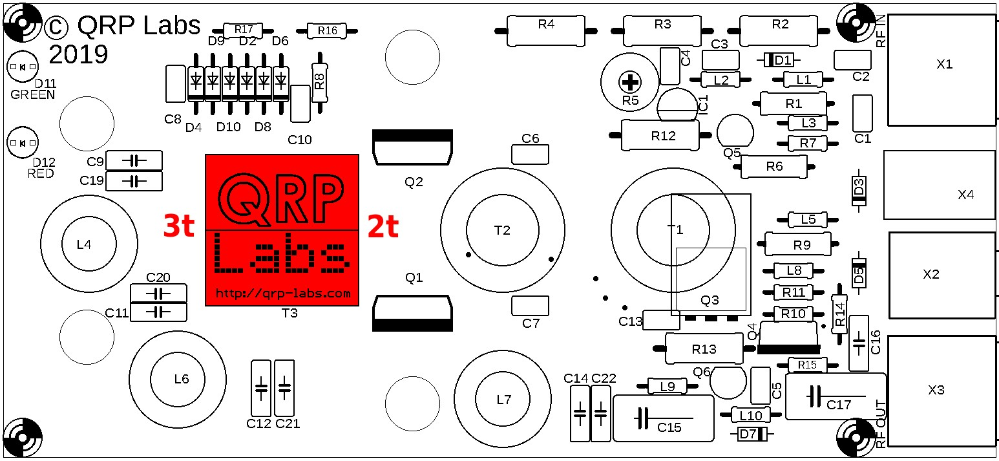 © QRP Labs
2019
R17
R16
R4
R3
R2
RF IN
D9
D2
D6
C3
C4
D1
X1
D11
GREEN
R8
L2
L1
C2
R5
IC1
R1
C8
D4
D10
D8
C10
L3
R12
C6
Q5
R7
C1
D12
RED
C9
C19
R6
Q2
D3
X4
QRP
3t
2t
T2
T1
L5
L4
R9
Labs
L8
D5
X2
C20
Q1
R11
http://qrp-labs.com
Q3
C11
T3
C7
C13
R10
R14
Q4
C16
R13
R15
Q6
L6
C14
C22
L9
C5
X3
L7
C17
C12
C21
C15
L10
D7
RF OUT